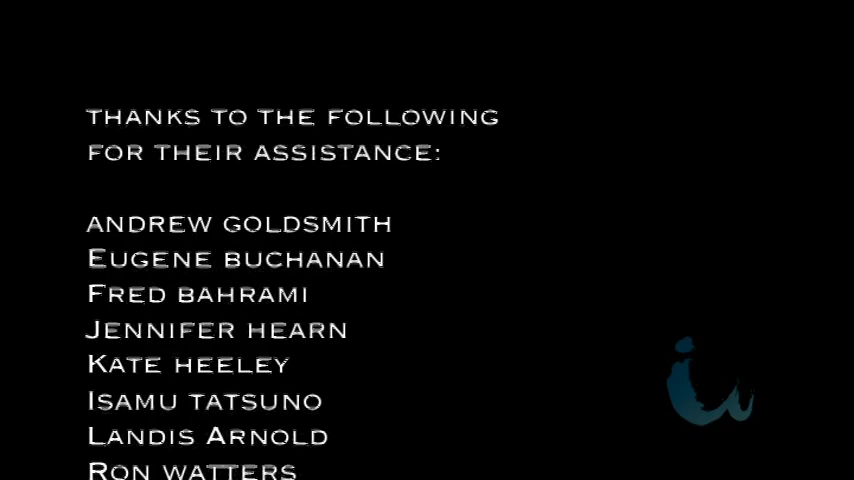 THANKS TO THE FOLLOWING
FOR THEIR ASSISTANCE:
ANDREW GOLDSMITH
EUGENE BUCHANAN
FRED BAHRAMI
JENNIFER HEARN
KATE HEELEY
ISAMU TATSUNO
LANDIS ARNOLD
RON WATTERS